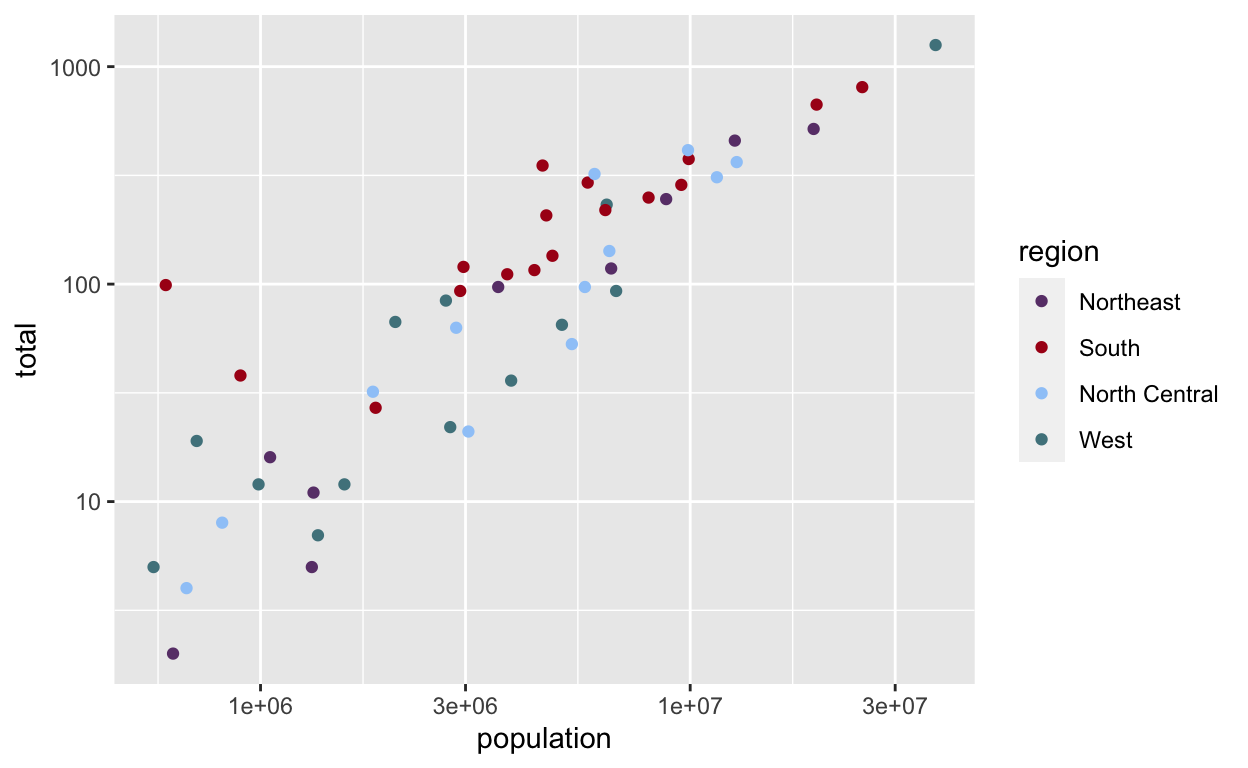 1000
100
10
total
1e+06
3e+06
1e+07
3e+07
population
region
Northeast
South
North Central
West